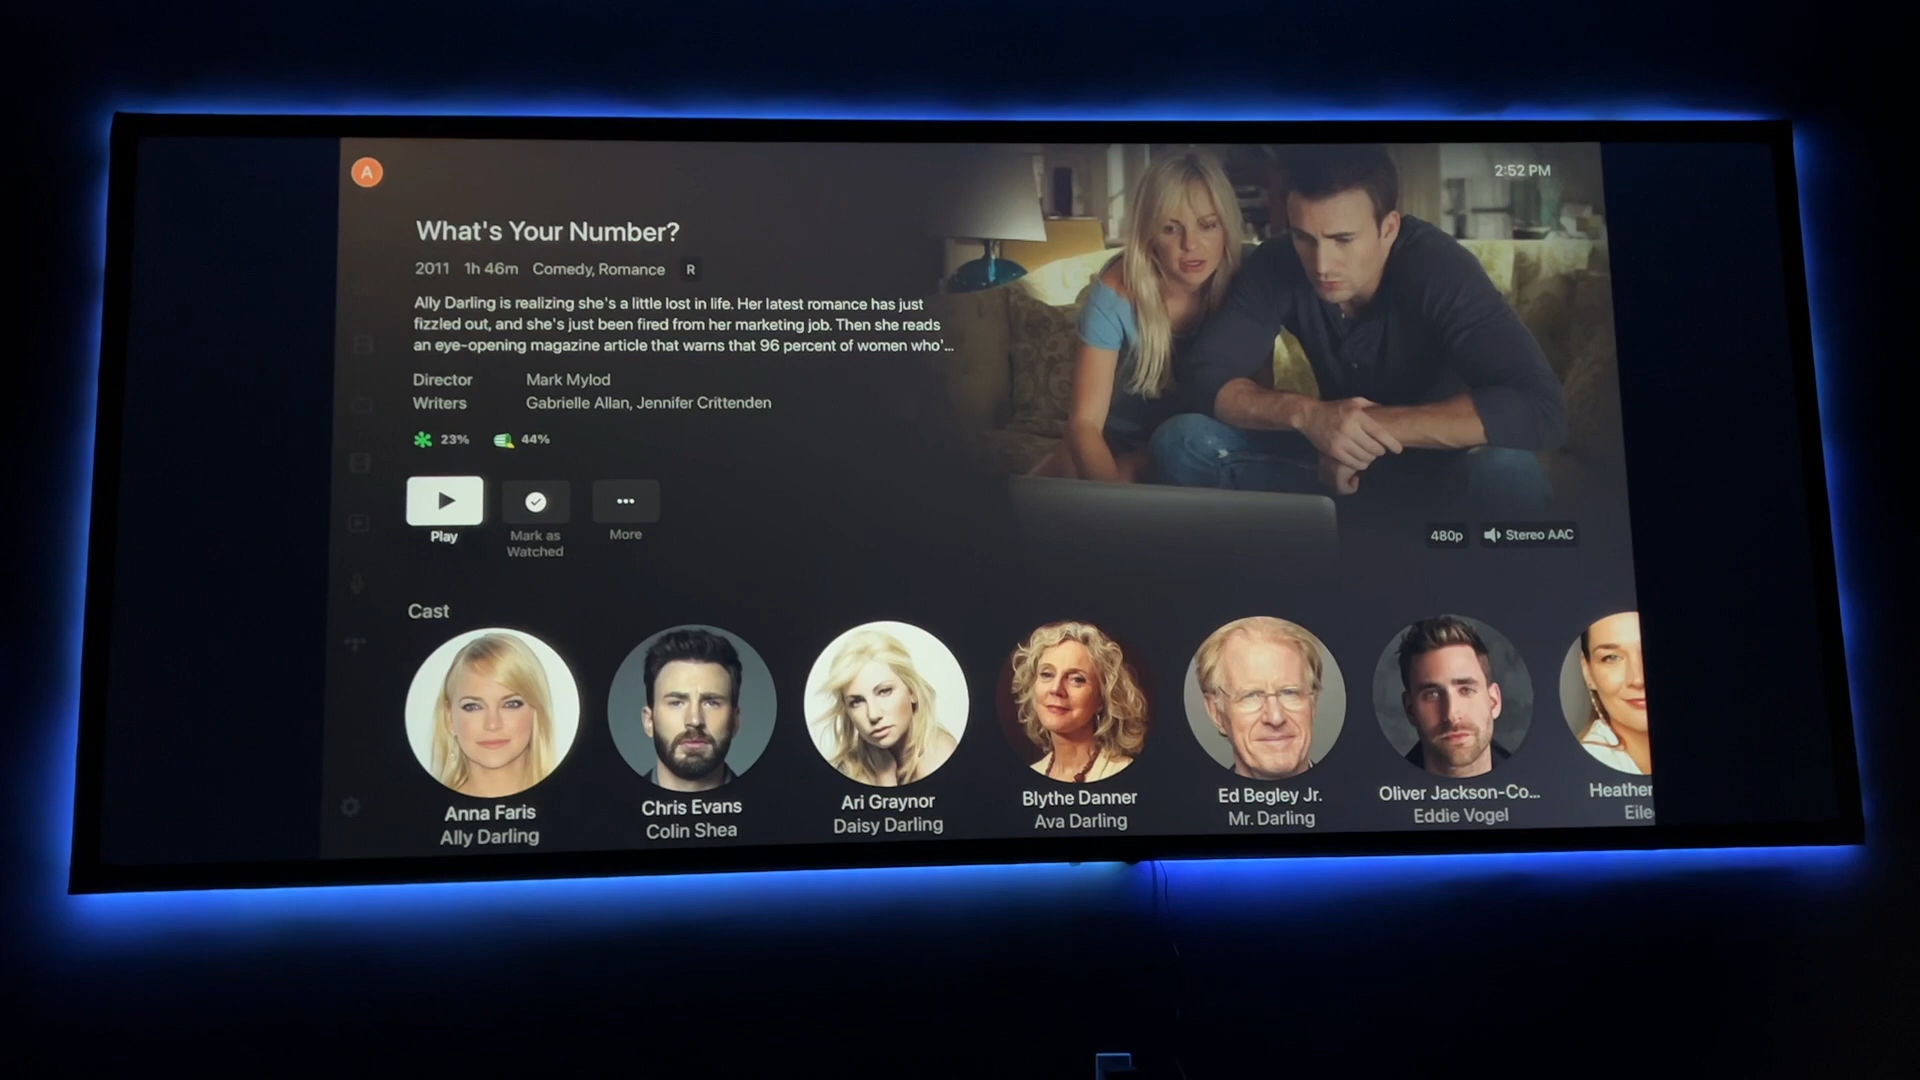 A
2:52 PM
What's Your Number?
2011 1h 46m Comedy, Romance R
Ally Darling is realizing she's a little lost in life. Her latest romance has just
fizzled out, and she's just been fired from her marketing job. Then she reads
an eye-opening magazine article that warns that 96 percent of women who'...
Director Mark Mylod
Writers Gabrielle Allan, Jennifer Crittenden
23% 44%
Play
Mark as
Watched
More
480p Stereo AAC
Cast
Anna Faris
Ally Darling
Chris Evans
Colin Shea
Ari Graynor
Daisy Darling
Blythe Danner
Ava Darling
Ed Begley Jr.
Mr. Darling
Oliver Jackson-Co...
Eddie Vogel
Heather
Eile